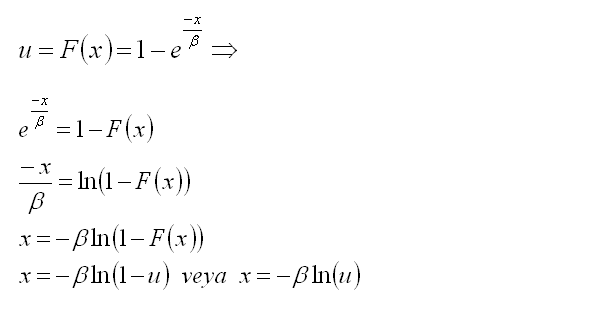 u = F(x) = 1 − e^(−x/β) ⇒
e^(−x/β) = 1 − F(x)
−x/β = ln(1 − F(x))
x = −β ln(1 − F(x))
x = −β ln(1 − u) veya x = −β ln(u)